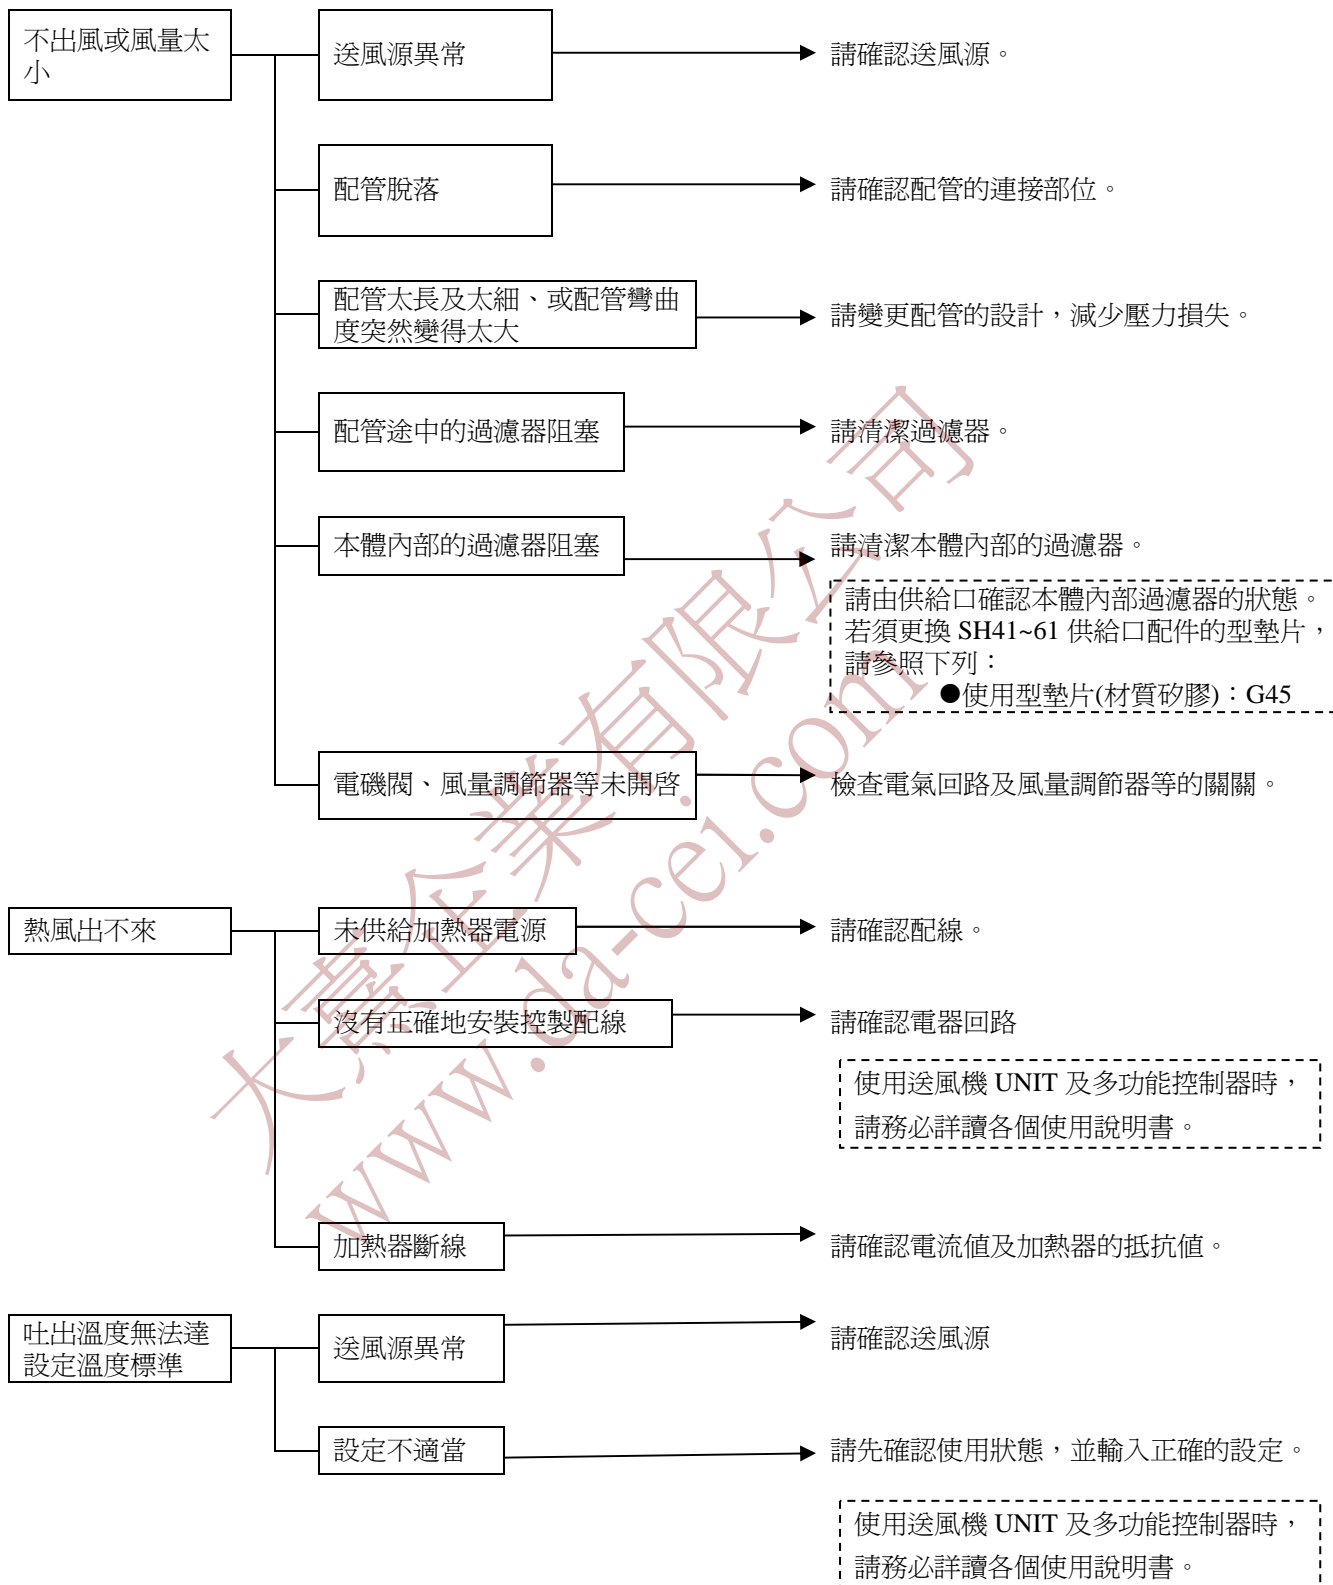 不出風或風量太
小
送風源異常
請確認送風源。
配管脫落
請確認配管的連接部位。
配管太長及太細、或配管彎曲
度突然變得太大
請變更配管的設計，減少壓力損失。
配管途中的過濾器阻塞
請清潔過濾器。
本體內部的過濾器阻塞
請清潔本體內部的過濾器。
請由供給口確認本體內部過濾器的狀態。
若須更換 SH41~61 供給口配件的型墊片，
請參照下列：
●使用型墊片(材質矽膠)：G45
電磯閥、風量調節器等未開啓
檢查電氣回路及風量調節器等的關關。
熱風出不來
未供給加熱器電源
請確認配線。
沒有正確地安裝控製配線
請確認電器回路
使用送風機 UNIT 及多功能控制器時，
請務必詳讀各個使用說明書。
加熱器斷線
請確認電流值及加熱器的抵抗值。
吐出溫度無法達
設定溫度標準
送風源異常
請確認送風源
設定不適當
請先確認使用狀態，並輸入正確的設定。
使用送風機 UNIT 及多功能控制器時，
請務必詳讀各個使用說明書。
大熹企業有限公司
www.da-cei.com